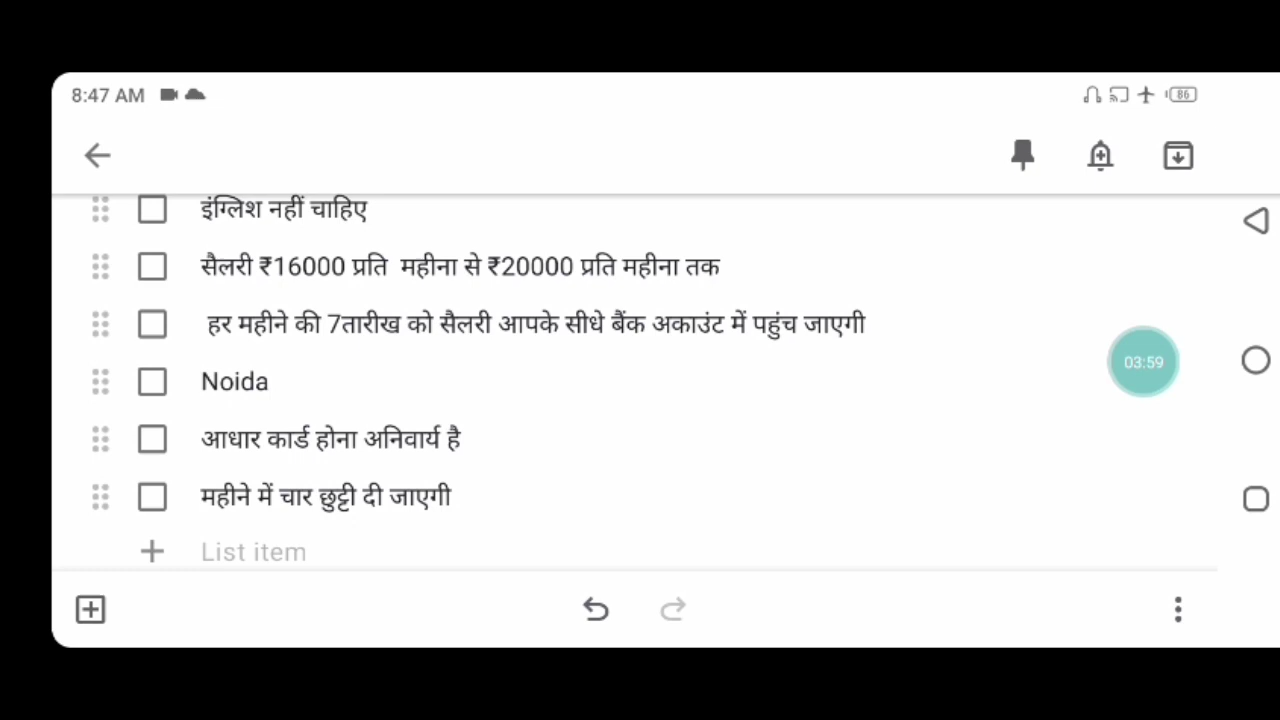 8:47 AM
86
इंग्लिश नहीं चाहिए
सैलरी ₹16000 प्रति महीना से ₹20000 प्रति महीना तक
हर महीने की 7तारीख को सैलरी आपके सीधे बैंक अकाउंट में पहुंच जाएगी
03:59
Noida
आधार कार्ड होना अनिवार्य है
महीने में चार छुट्टी दी जाएगी
List item